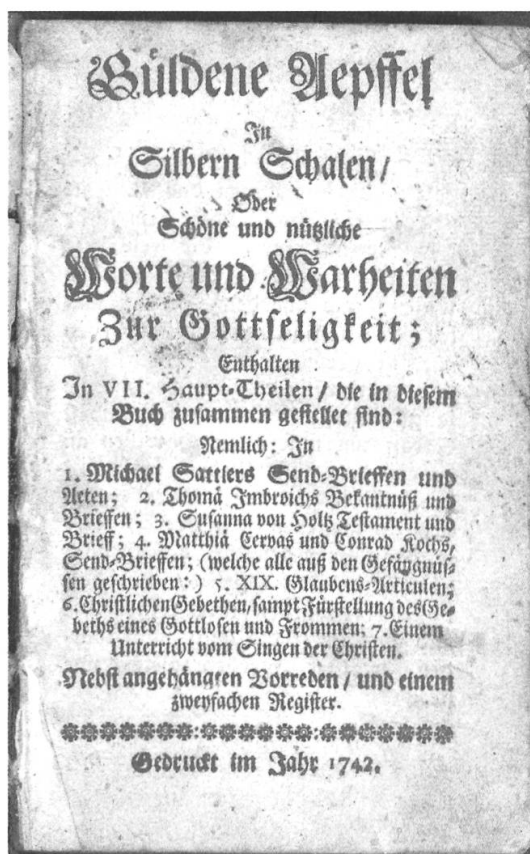 Güldene Aepffel
In
Silbern Schalen/
Oder
Schöne und nützliche
Worte und Warheiten
Zur Gottseligkeit;
Enthalten
In VII. Haupt-Theilen/ die in diesem
Buch zusammen gestellet sind:
Nemlich: In
1. Michael Sattlers Send-Brieffen und
Acten; 2. Thomä Imbroichs Bekantnüß und
Brieffen; 3. Susanna von Holtz Testament und
Brieff; 4. Matthiä Cervas und Conrad Kochs,
Send-Brieffen; (welche alle auß den Gefängnüs-
sen geschrieben:) 5. XIX. Glaubens-Articulen;
6. Christlichen Gebethen, sampt Fürstellung des Ge-
beths eines Gottlosen und Frommen; 7. Einem
Unterricht vom Singen der Christen.
Nebst angehängten Vorreden/ und einem
zweyfachen Register.
Gedruckt im Jahr 1742.